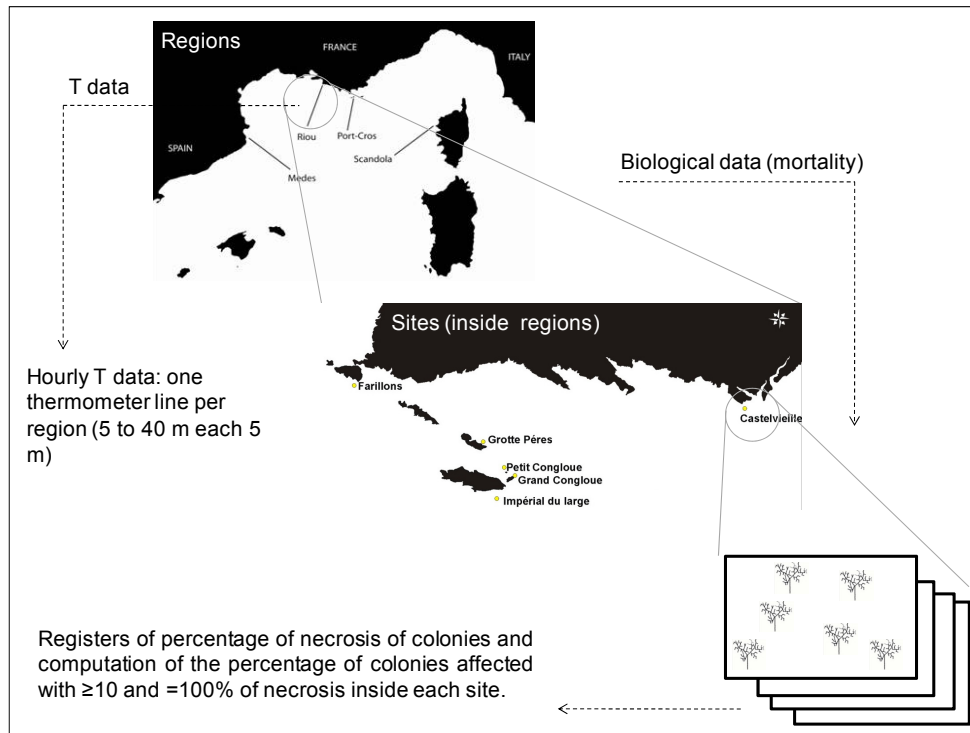 Regions
FRANCE
ITALY
T data
Riou
Port-Cros
Scandola
SPAIN
Medes
Biological data (mortality)
Sites (inside regions)
Hourly T data: one
thermometer line per
region (5 to 40 m each 5
m)
Farillons
Castelvieille
Grotte Péres
Petit Congloue
Grand Congloue
Impérial du large
Registers of percentage of necrosis of colonies and
computation of the percentage of colonies affected
with ≥10 and =100% of necrosis inside each site.